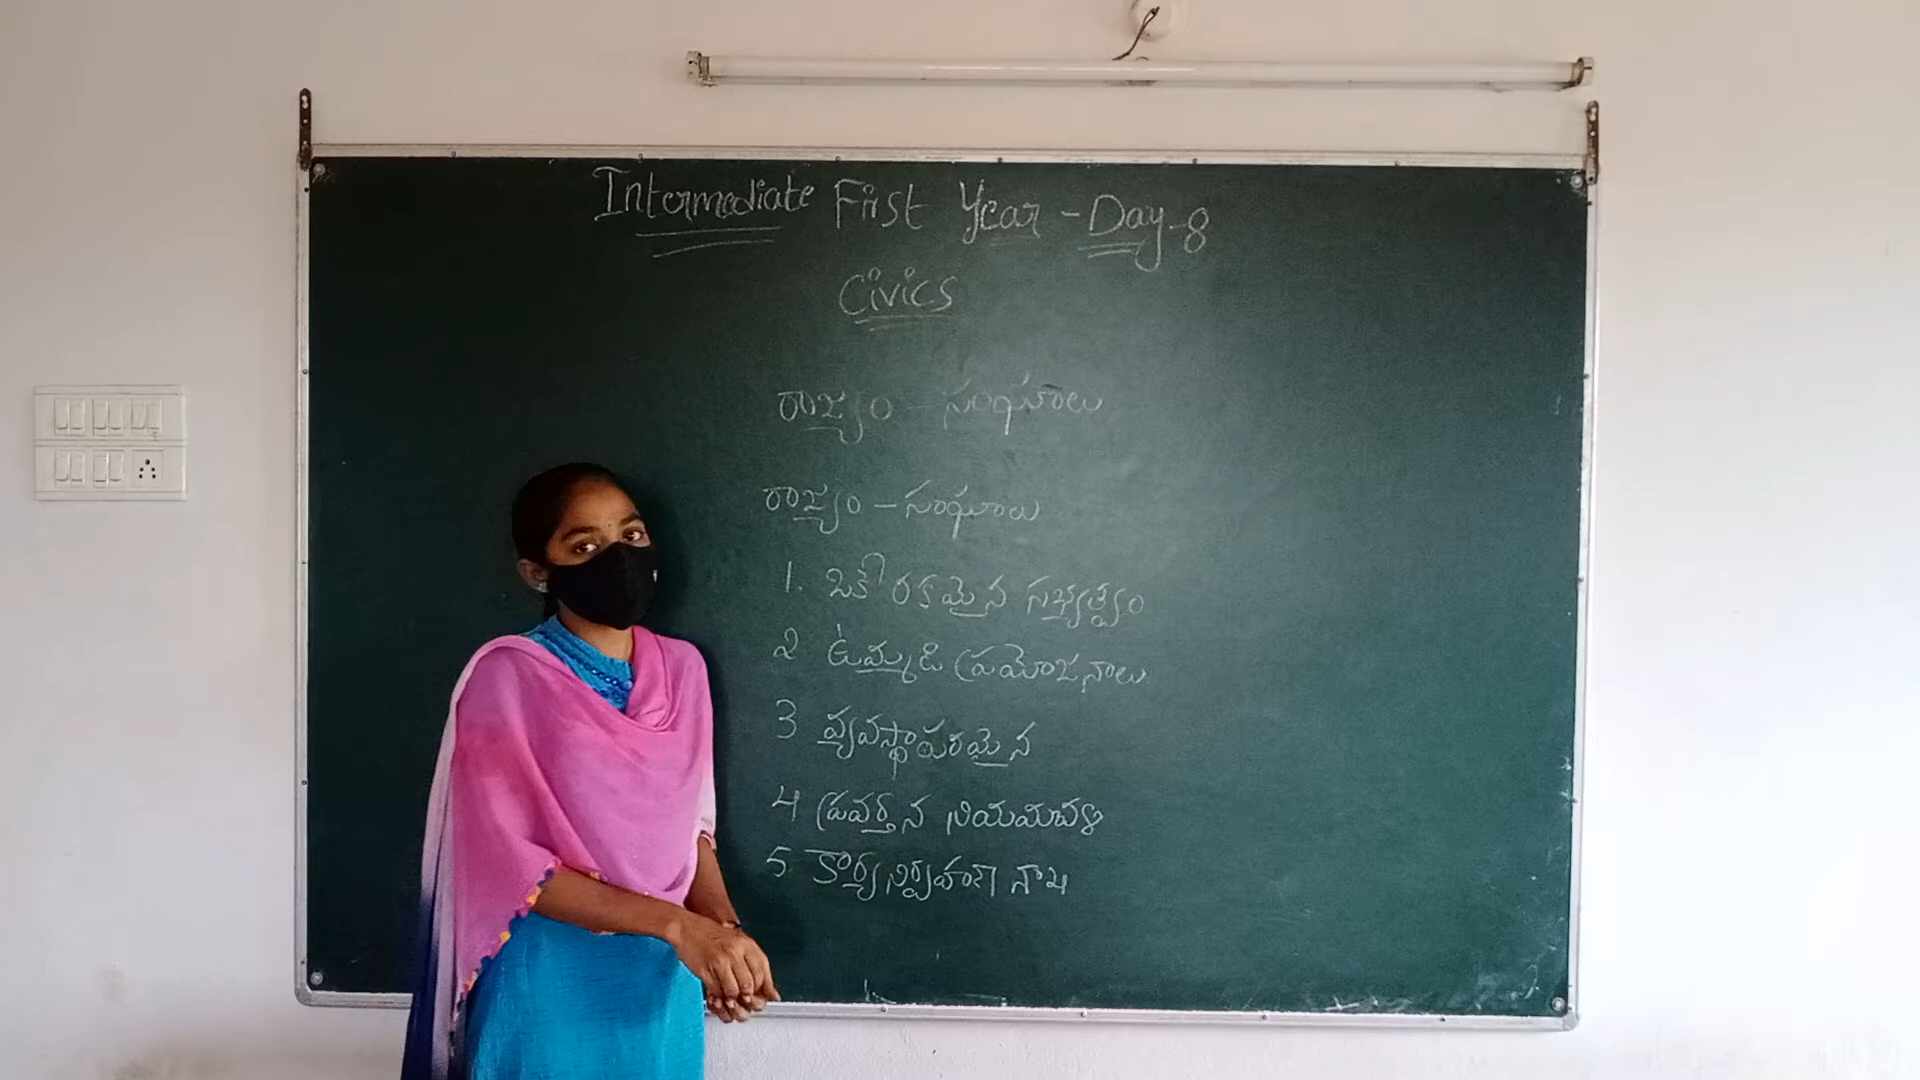 Intermediate First Year - Day-8
Civics
రాజ్యం - సంఘాలు
రాజ్యం - సంఘాలు
1. ఒకే రకమైన సభ్యత్వం
2 ఉమ్మడి ప్రయోజనాలు
3 వ్యవస్థాపరమైన
4 ప్రవర్తన నియమావళి
5. కార్యనిర్వహణ శాఖ